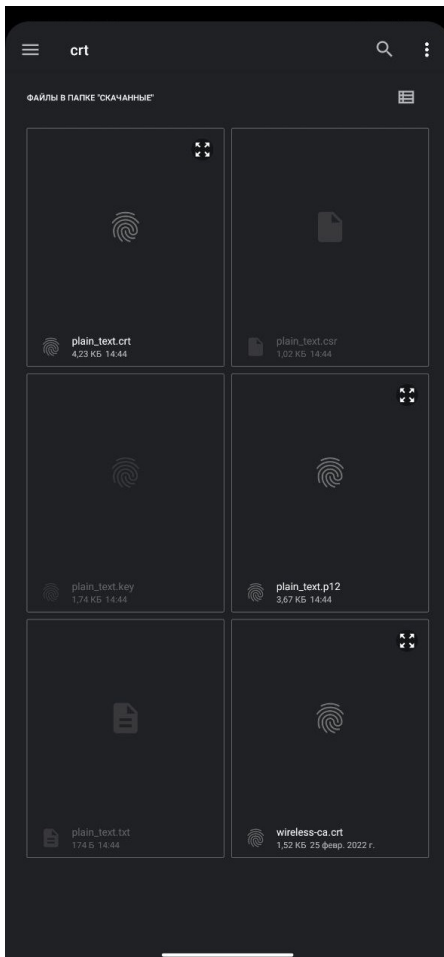 crt
ФАЙЛЫ В ПАПКЕ "СКАЧАННЫЕ"
plain_text.crt
4,23 КБ 14:44
plain_text.csr
1,02 КБ 14:44
plain_text.key
1,74 КБ 14:44
plain_text.p12
3,67 КБ 14:44
plain_text.txt
174 Б 14:44
wireless-ca.crt
1,52 КБ 25 февр. 2022 г.